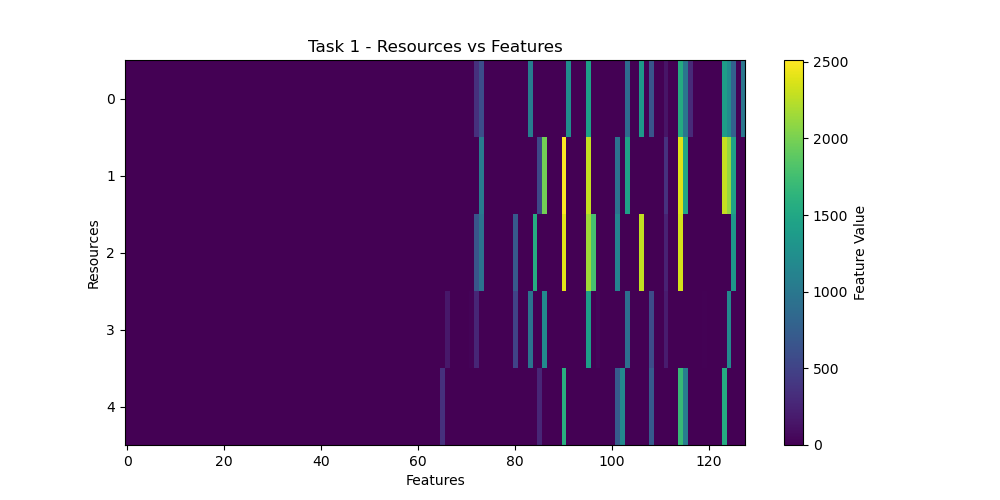 Task 1 - Resources vs Features
Resources
0
1
2
3
4
0 20 40 60 80 100 120
Features
2500
2000
1500
1000
500
0
Feature Value